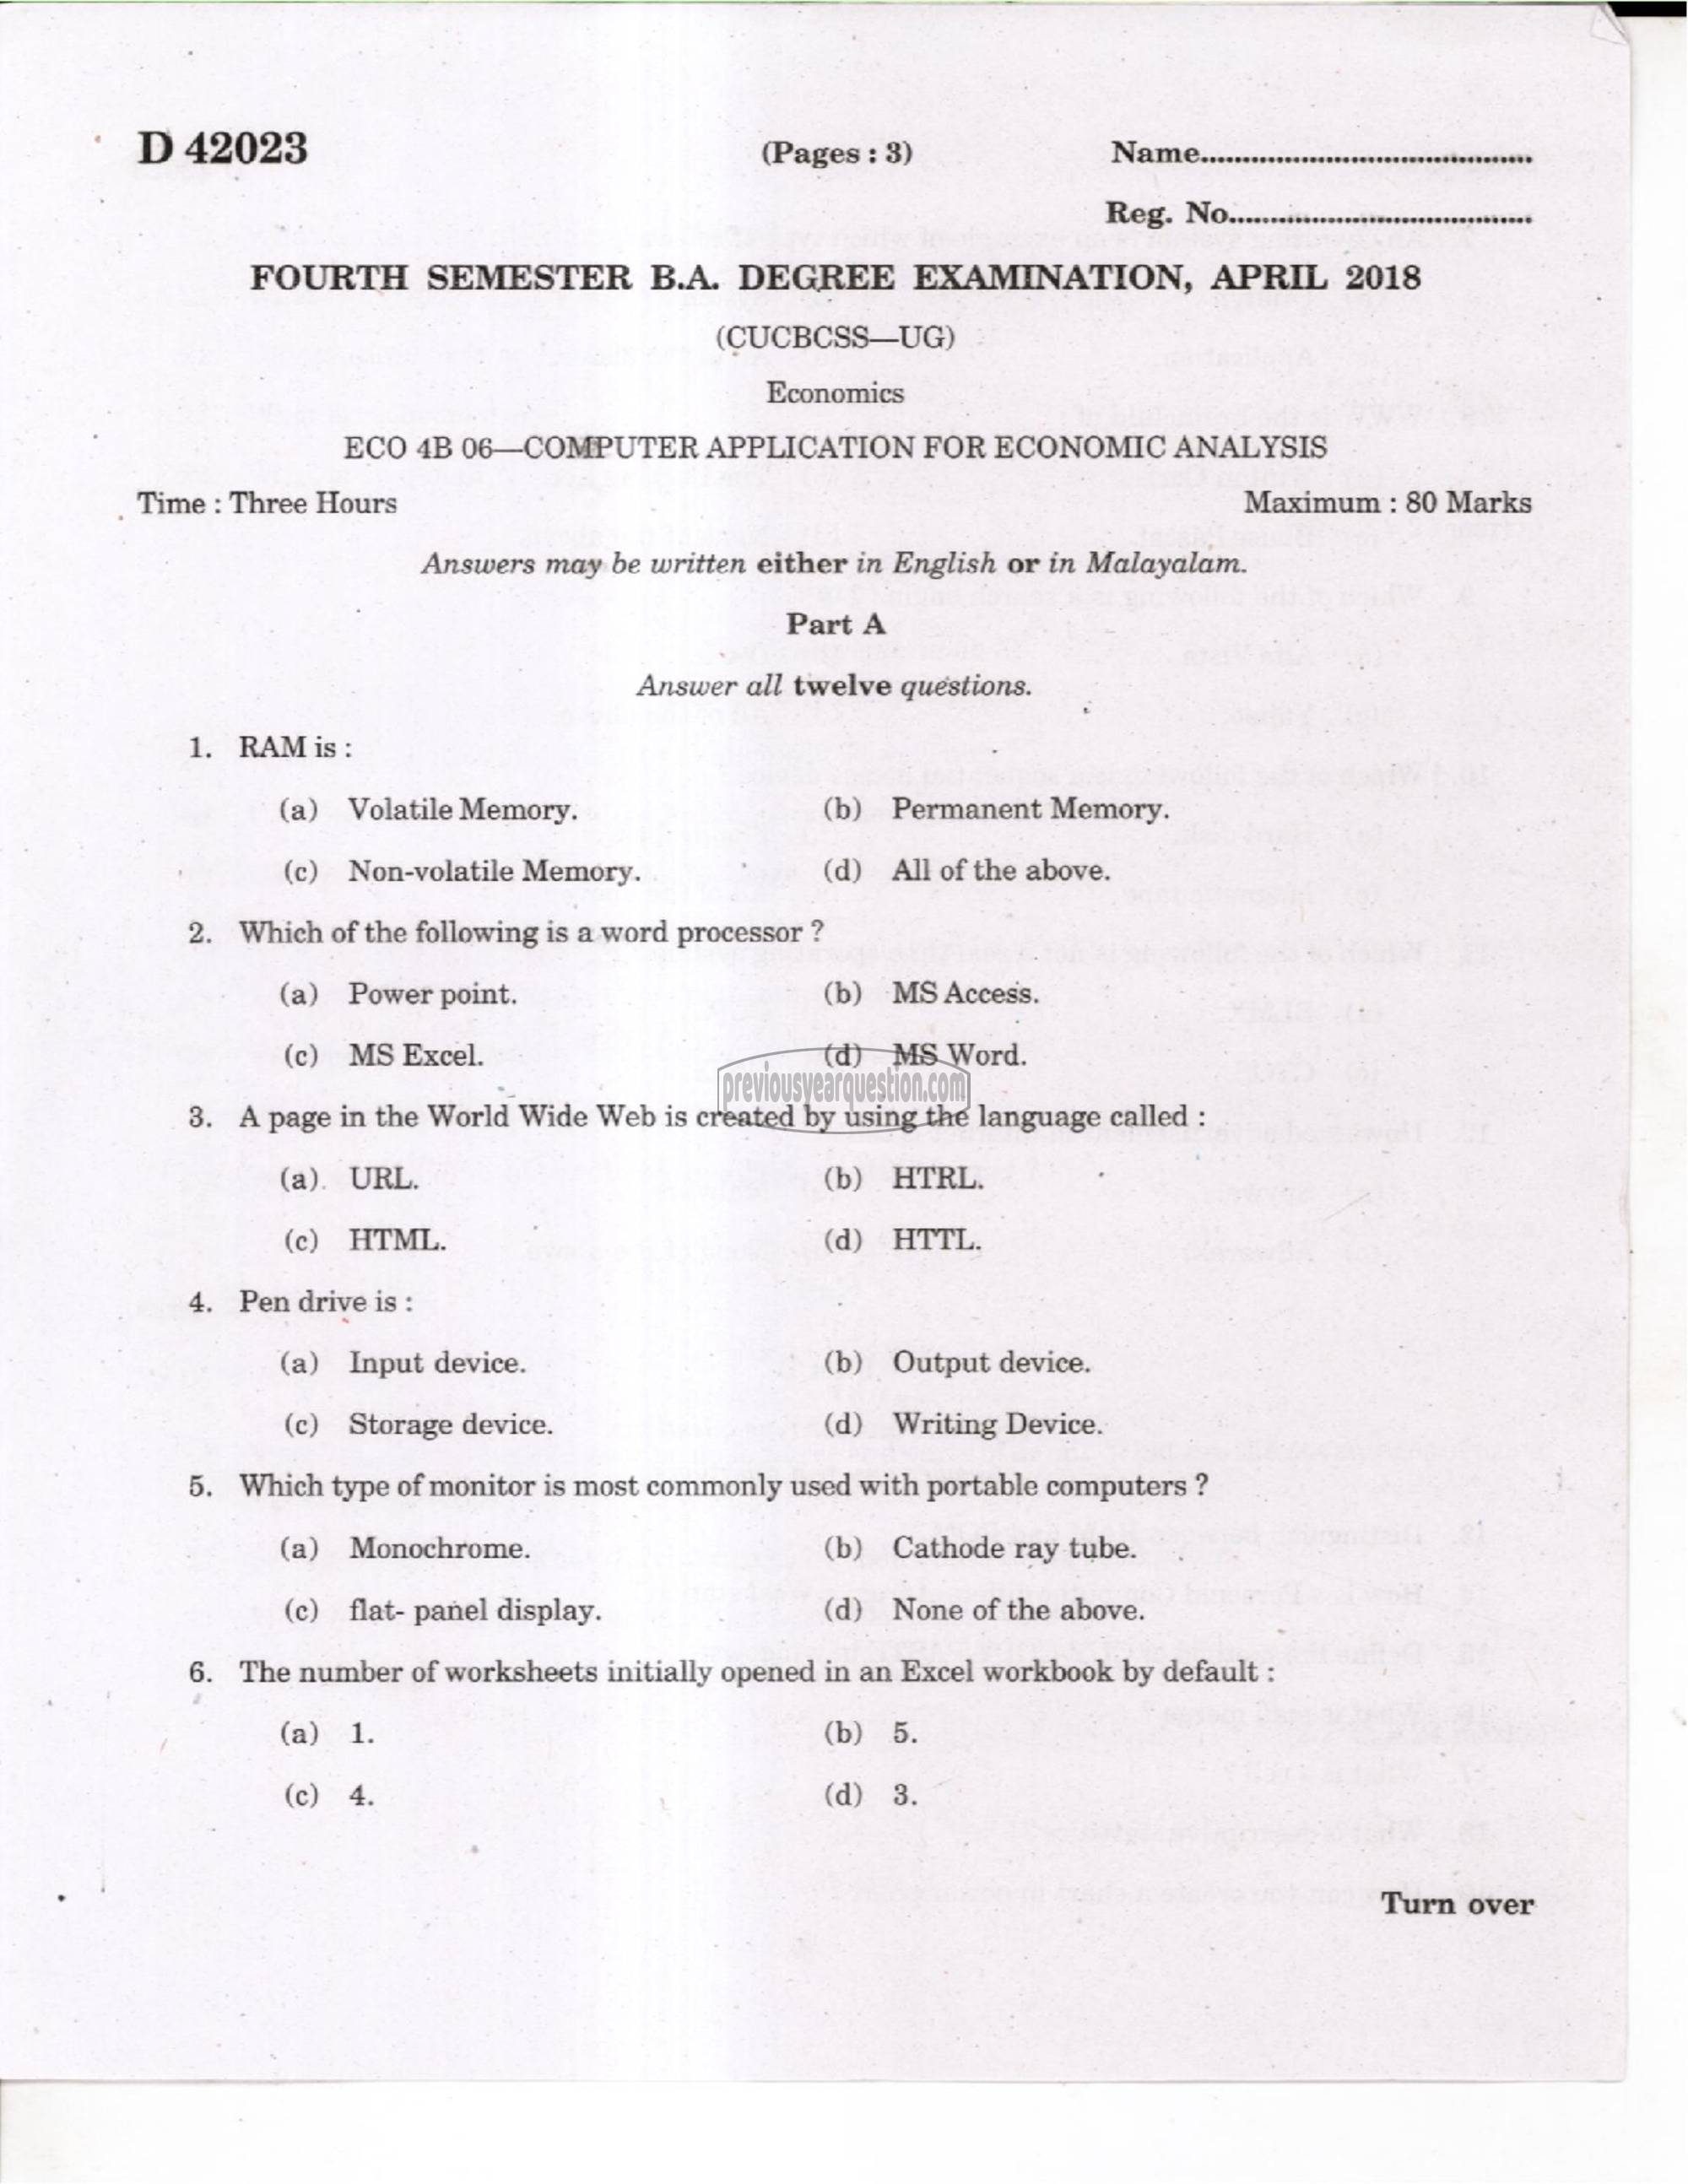 D 42023 (Pages : 3) Name.......................................
Reg. No.......................................
FOURTH SEMESTER B.A. DEGREE EXAMINATION, APRIL 2018
(CUCBCSS—UG)
Economics
ECO 4B 06—COMPUTER APPLICATION FOR ECONOMIC ANALYSIS
Time : Three Hours Maximum : 80 Marks
Answers may be written either in English or in Malayalam.
Part A
Answer all twelve questions.
1. RAM is :
(a) Volatile Memory. (b) Permanent Memory.
(c) Non-volatile Memory. (d) All of the above.
2. Which of the following is a word processor ?
(a) Power point. (b) MS Access.
(c) MS Excel. (d) MS Word.
previousyearquestion.com
3. A page in the World Wide Web is created by using the language called :
(a) URL. (b) HTRL.
(c) HTML. (d) HTTL.
4. Pen drive is :
(a) Input device. (b) Output device.
(c) Storage device. (d) Writing Device.
5. Which type of monitor is most commonly used with portable computers ?
(a) Monochrome. (b) Cathode ray tube.
(c) flat- panel display. (d) None of the above.
6. The number of worksheets initially opened in an Excel workbook by default :
(a) 1. (b) 5.
(c) 4. (d) 3.
Turn over